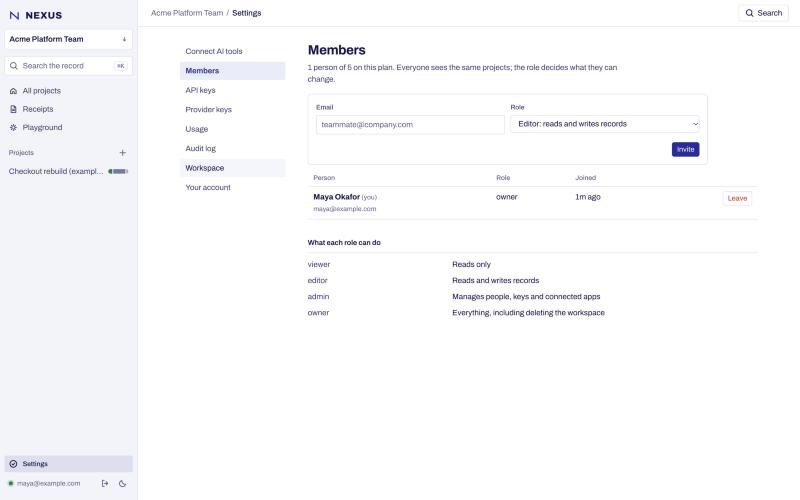 NEXUS
Acme Platform Team
Search the record ⌘K
All projects
Receipts
Playground
Projects
Checkout rebuild (exampl...
Settings
maya@example.com
Acme Platform Team / Settings
Search
Connect AI tools
Members
API keys
Provider keys
Usage
Audit log
Workspace
Your account
Members
1 person of 5 on this plan. Everyone sees the same projects; the role decides what they can
change.
Email Role
teammate@company.com Editor: reads and writes records
Invite
Person Role Joined
Maya Okafor (you) owner 1m ago Leave
maya@example.com
What each role can do
viewer Reads only
editor Reads and writes records
admin Manages people, keys and connected apps
owner Everything, including deleting the workspace